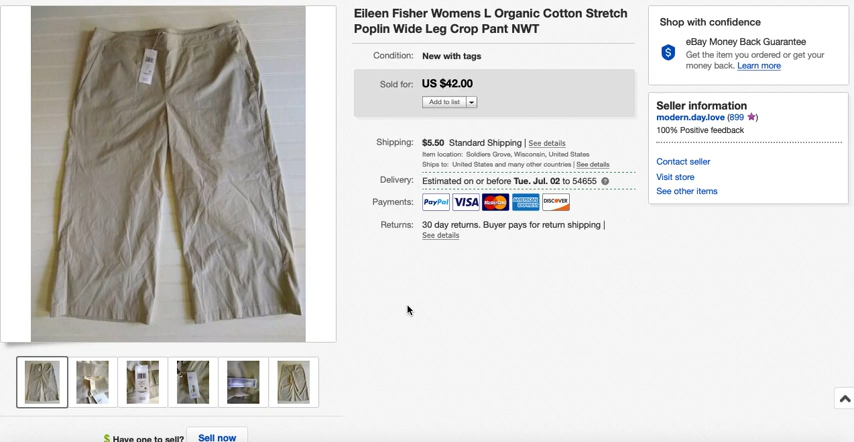 Eileen Fisher Womens L Organic Cotton Stretch
Poplin Wide Leg Crop Pant NWT
Condition: New with tags
Sold for: US $42.00
Add to list
Shipping: $5.50 Standard Shipping | See details
Item location: Soldiers Grove, Wisconsin, United States
Ships to: United States and many other countries | See details
Delivery: Estimated on or before Tue. Jul. 02 to 54655 ?
Payments: PayPal VISA MasterCard AMERICAN EXPRESS DISCOVER
Returns: 30 day returns. Buyer pays for return shipping |
See details
Shop with confidence
eBay Money Back Guarantee
Get the item you ordered or get your
money back. Learn more
Seller information
modern.day.love (899 )
100% Positive feedback
Contact seller
Visit store
See other items
$ Have one to sell? Sell now